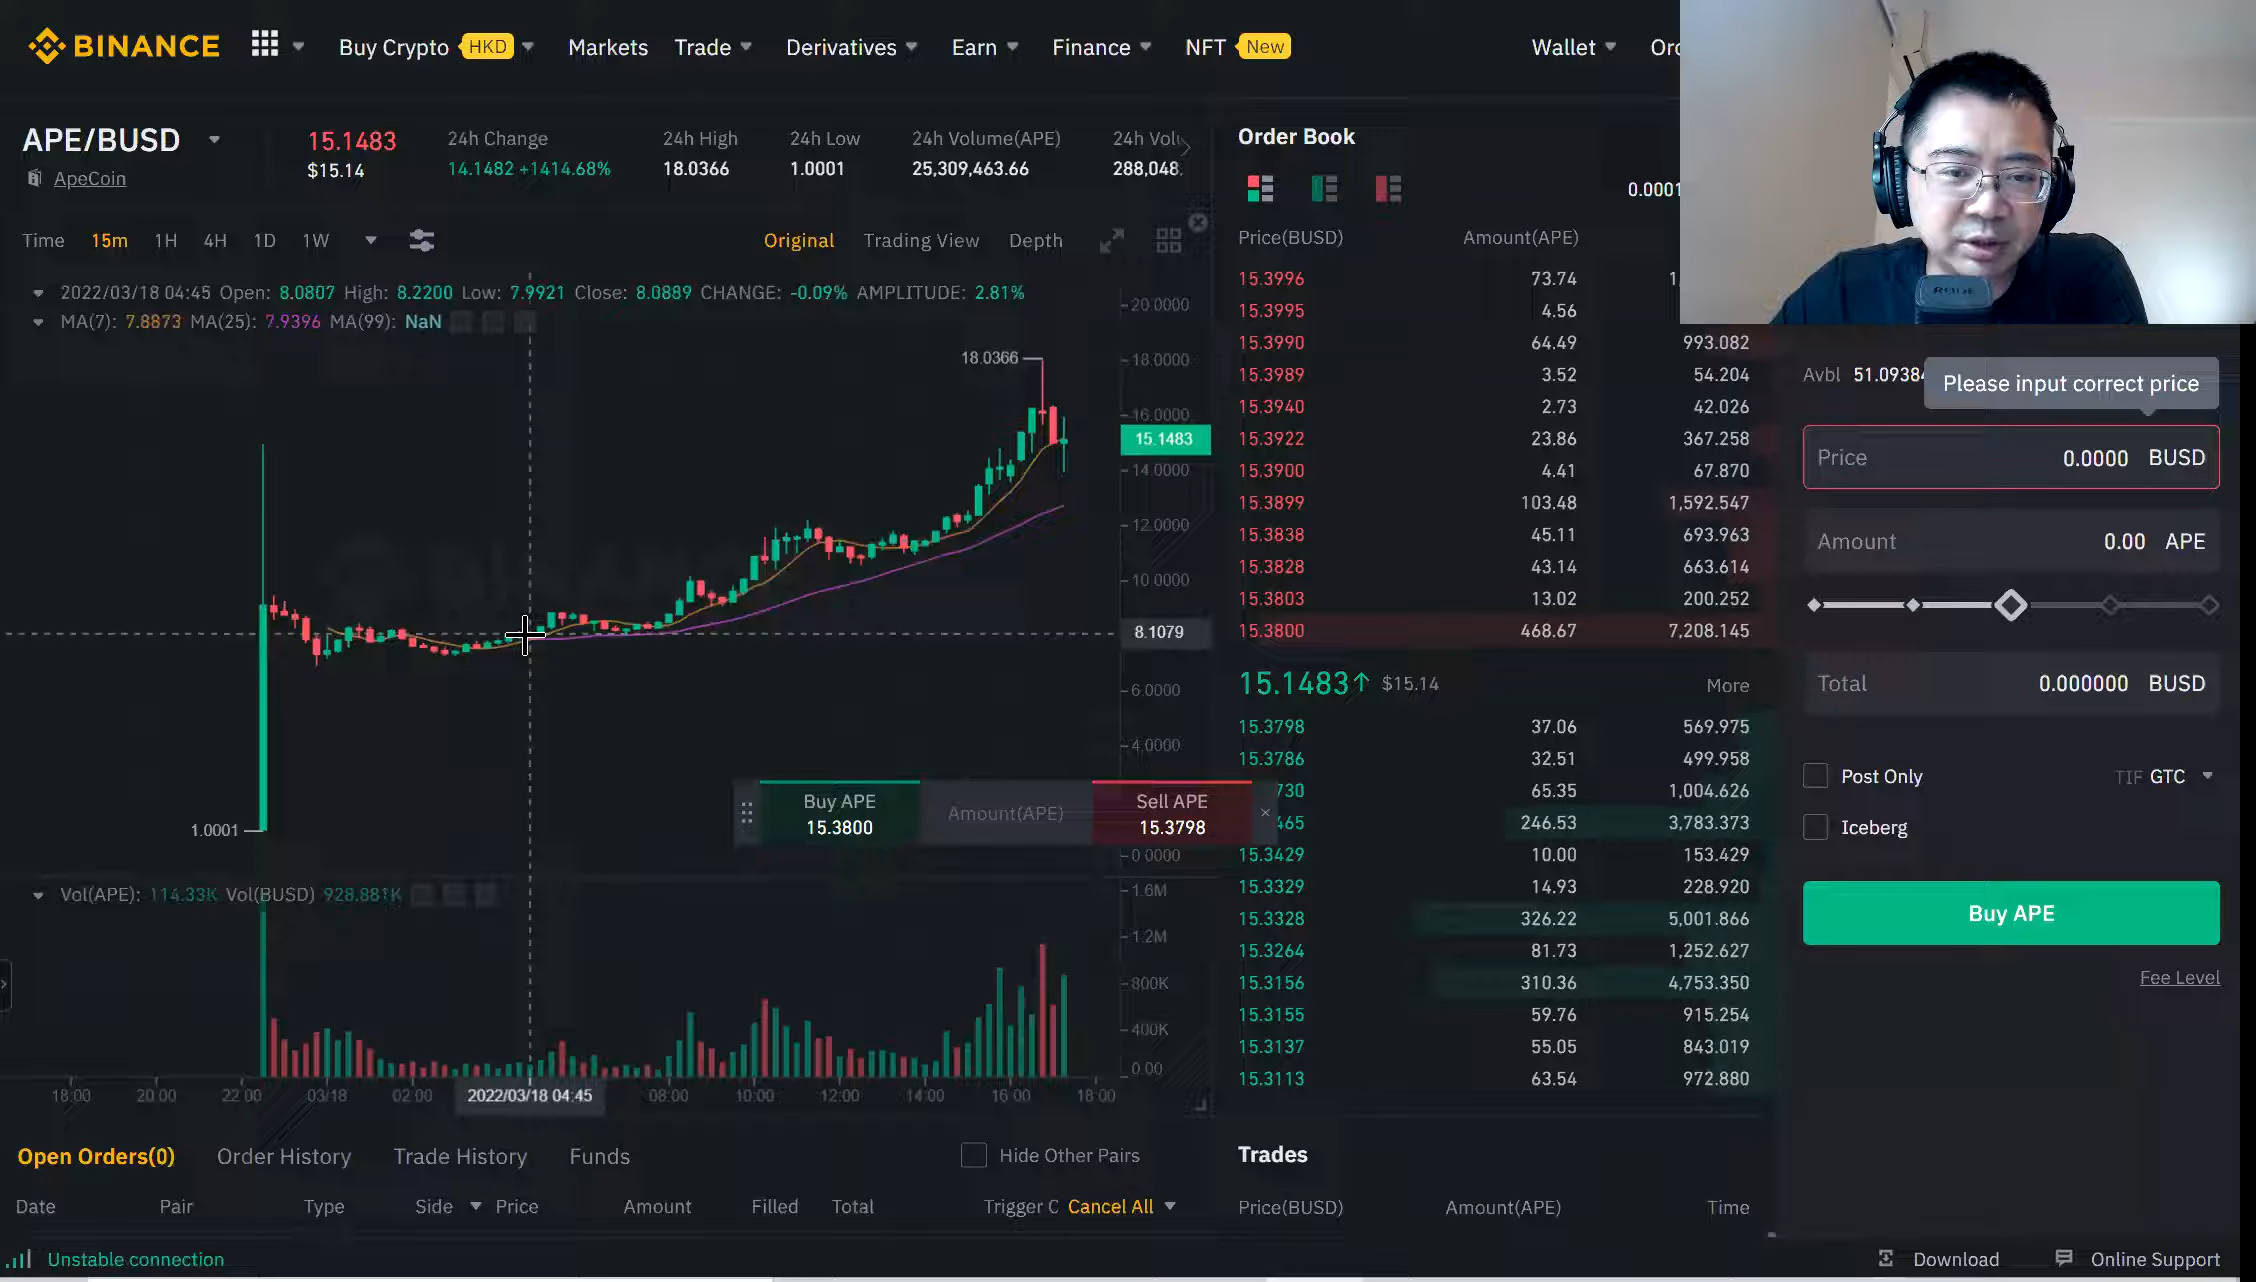 BINANCE Buy Crypto HKD Markets Trade Derivatives Earn Finance NFT New Wallet
APE/BUSD 15.1483 24h Change 24h High 24h Low 24h Volume(APE)
ApeCoin $15.14 14.1482 +1414.68% 18.0366 1.0001 25,309,463.66 288,048.
Time 15m 1H 4H 1D 1W Original Trading View Depth
2022/03/18 04:45 Open: 8.0807 High: 8.2200 Low: 7.9921 Close: 8.0889 CHANGE: -0.09% AMPLITUDE: 2.81%
MA(7): 7.8873 MA(25): 7.9396 MA(99): NaN
20.0000
18.0366
18.0000
16.0000
15.1483
14.0000
12.0000
10.0000
8.1079
6.0000
4.0000
1.0001
0.0000
Buy APE Amount(APE) Sell APE
15.3800 15.3798
Vol(APE): 114.33K Vol(BUSD) 928.881K
1.6M
1.2M
800K
400K
0.00
18:00 20:00 22:00 03/18 02:00 2022/03/18 04:45 08:00 10:00 12:00 14:00 16:00 18:00
Order Book
0.0001
Price(BUSD) Amount(APE)
15.3996 73.74
15.3995 4.56
15.3990 64.49 993.082
15.3989 3.52 54.204
15.3940 2.73 42.026
15.3922 23.86 367.258
15.3900 4.41 67.870
15.3899 103.48 1,592.547
15.3838 45.11 693.963
15.3828 43.14 663.614
15.3803 13.02 200.252
15.3800 468.67 7,208.145
15.1483↑ $15.14 More
15.3798 37.06 569.975
15.3786 32.51 499.958
730 65.35 1,004.626
465 246.53 3,783.373
15.3429 10.00 153.429
15.3329 14.93 228.920
15.3328 326.22 5,001.866
15.3264 81.73 1,252.627
15.3156 310.36 4,753.350
15.3155 59.76 915.254
15.3137 55.05 843.019
15.3113 63.54 972.880
RODE
Avbl Please input correct price
Price 0.0000 BUSD
Amount 0.00 APE
Total 0.000000 BUSD
Post Only TIF GTC
Iceberg
Buy APE
Fee Level
Open Orders(0) Order History Trade History Funds Hide Other Pairs
Date Pair Type Side Price Amount Filled Total Trigger C Cancel All
Trades
Price(BUSD) Amount(APE) Time
Unstable connection Download Online Support